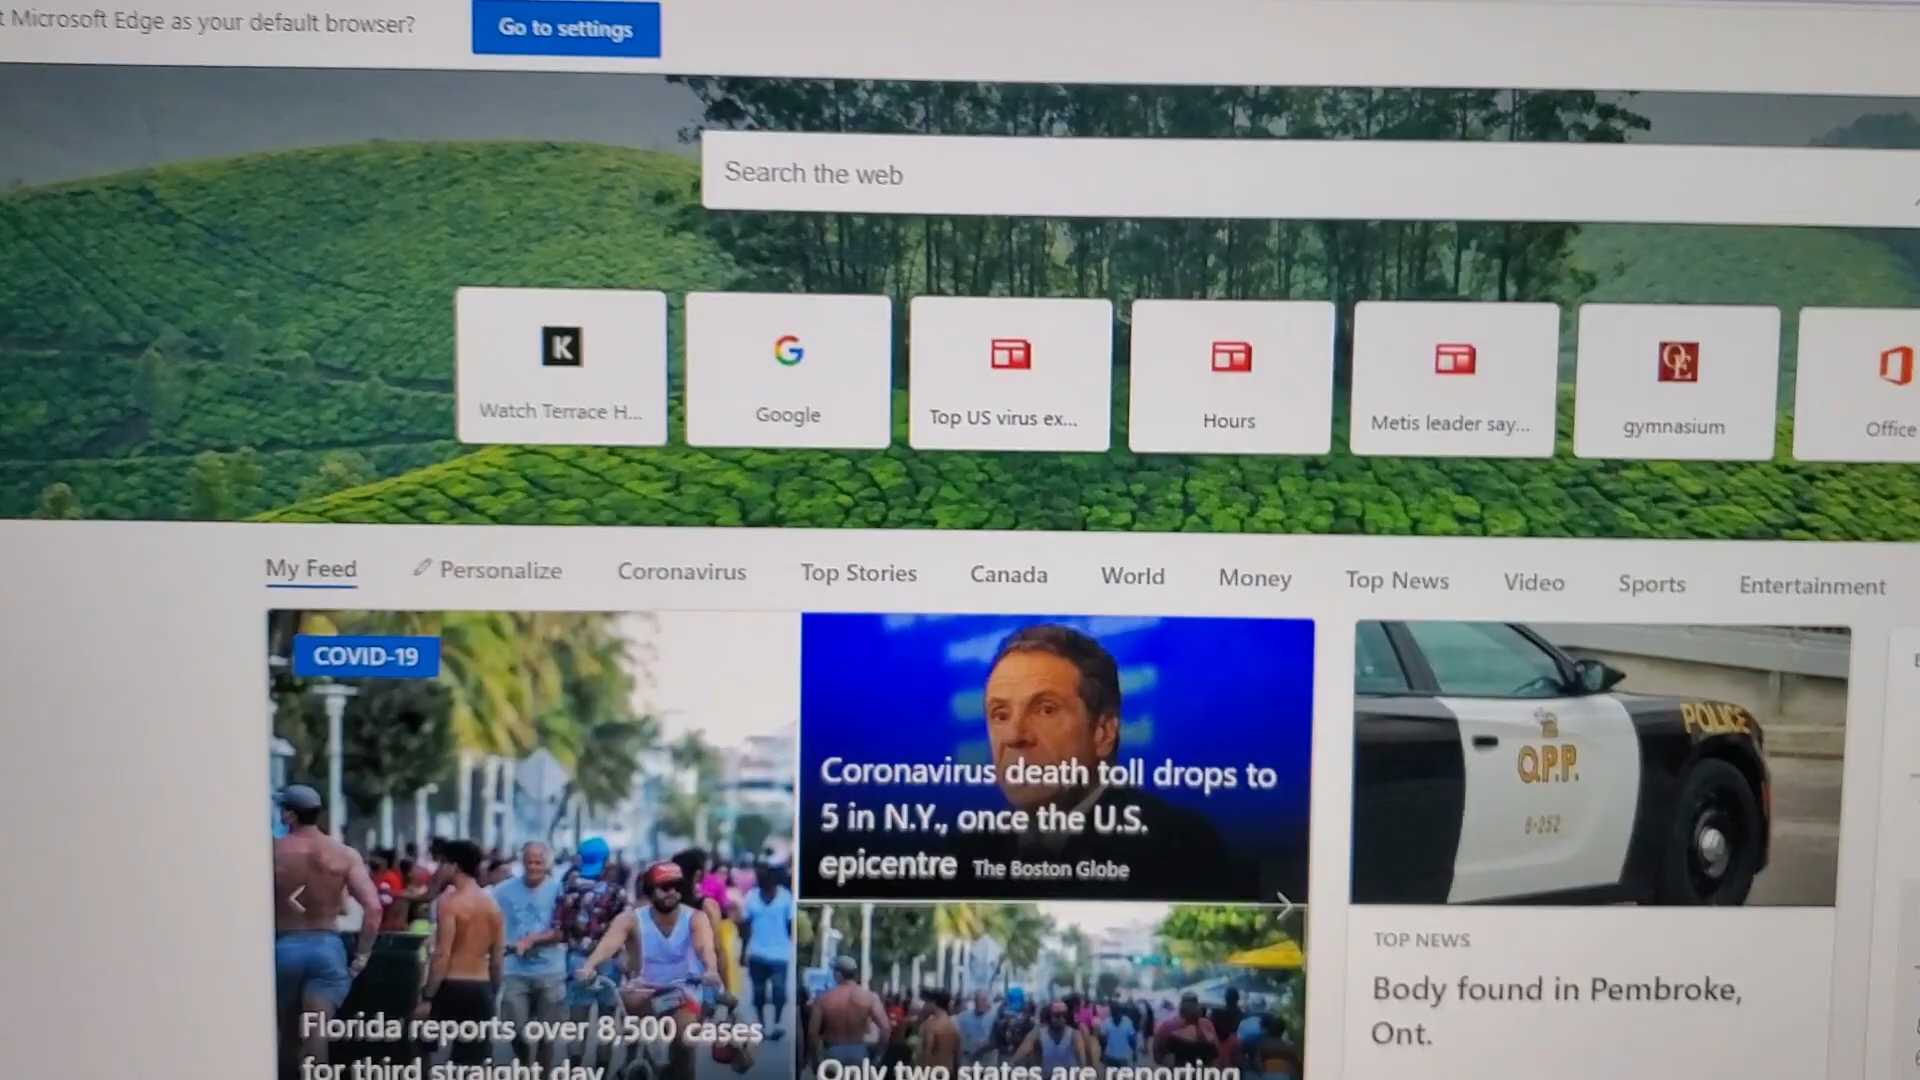 Microsoft Edge as your default browser?
Go to settings
Search the web
K
Watch Terrace H...
G
Google
Top US virus ex...
Hours
Metis leader say...
QE
gymnasium
Office
My Feed
Personalize
Coronavirus
Top Stories
Canada
World
Money
Top News
Video
Sports
Entertainment
COVID-19
Florida reports over 8,500 cases
for third straight day
Coronavirus death toll drops to
5 in N.Y., once the U.S.
epicentre The Boston Globe
Only two states are reporting
POLICE
O.P.P.
8-252
TOP NEWS
Body found in Pembroke,
Ont.